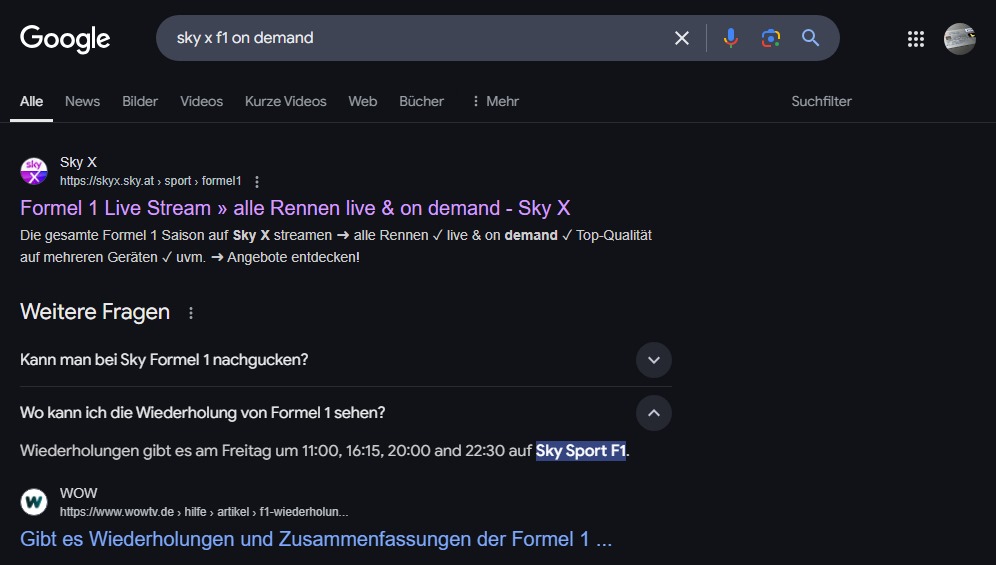 Google
sky x f1 on demand
Alle News Bilder Videos Kurze Videos Web Bücher Mehr Suchfilter
sky X
Sky X
https://skyx.sky.at › sport › formel1
Formel 1 Live Stream » alle Rennen live & on demand - Sky X
Die gesamte Formel 1 Saison auf Sky X streamen ➔ alle Rennen ✓ live & on demand ✓ Top-Qualität
auf mehreren Geräten ✓ uvm. ➔ Angebote entdecken!
Weitere Fragen
Kann man bei Sky Formel 1 nachgucken?
Wo kann ich die Wiederholung von Formel 1 sehen?
Wiederholungen gibt es am Freitag um 11:00, 16:15, 20:00 and 22:30 auf Sky Sport F1.
W
WOW
https://www.wowtv.de › hilfe › artikel › f1-wiederholun...
Gibt es Wiederholungen und Zusammenfassungen der Formel 1 ...